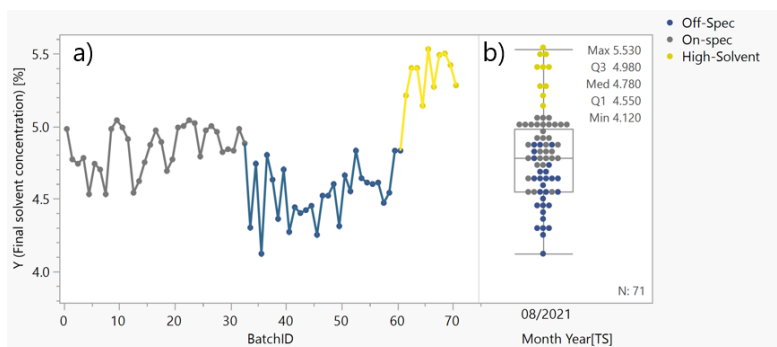 a)
Y (Final solvent concentration) [%]
5.5
5.0
4.5
4.0
0
10
20
30
40
50
60
70
BatchID
b)
Max 5.530
Q3 4.980
Med 4.780
Q1 4.550
Min 4.120
N: 71
08/2021
Month Year[TS]
Off-Spec
On-spec
High-Solvent